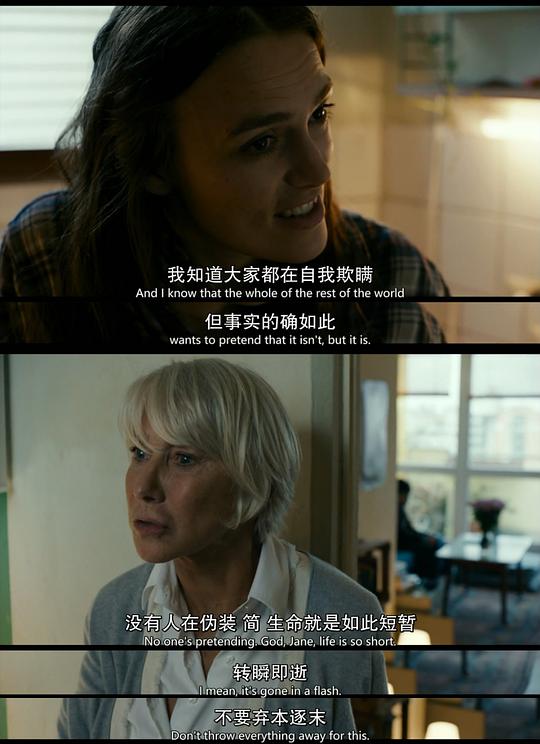 我知道大家都在自我欺瞒
And I know that the whole of the rest of the world
但事实的确如此
wants to pretend that it isn't, but it is.
没有人在伪装 简 生命就是如此短暂
No one's pretending. God, Jane, life is so short.
转瞬即逝
I mean, it's gone in a flash.
不要弃本逐末
Don't throw everything away for this.